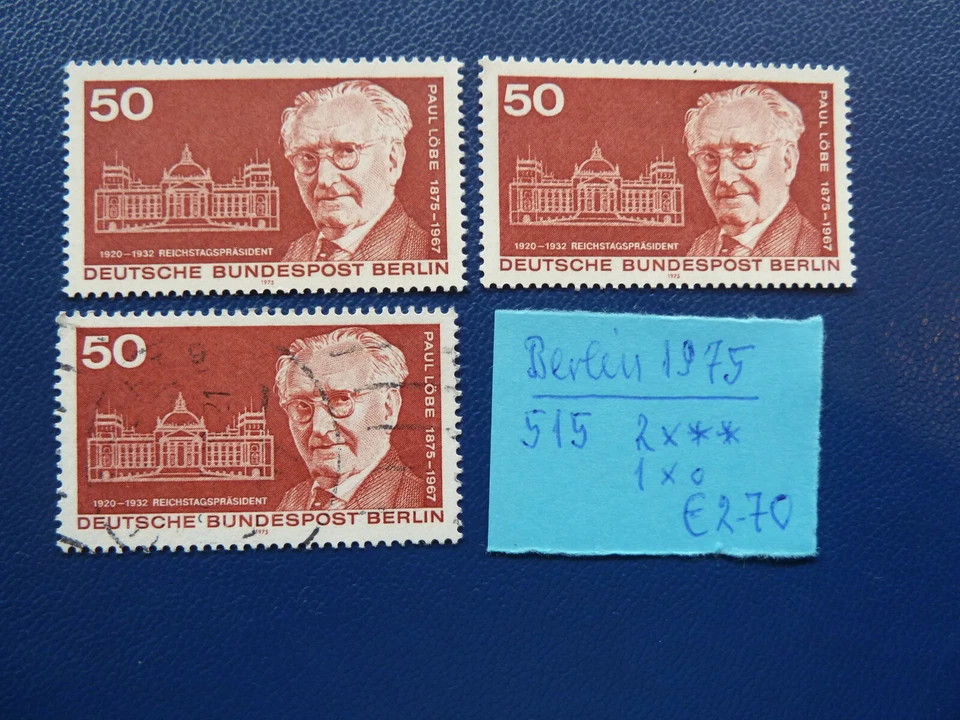 50
PAUL LÖBE 1875–1967
1920–1932 REICHSTAGSPRÄSIDENT
DEUTSCHE BUNDESPOST BERLIN
1975
50
PAUL LÖBE 1875–1967
1920–1932 REICHSTAGSPRÄSIDENT
DEUTSCHE BUNDESPOST BERLIN
1975
50
PAUL LÖBE 1875–1967
1920–1932 REICHSTAGSPRÄSIDENT
DEUTSCHE BUNDESPOST BERLIN
1975
Berlin 1975
515 2x**
1x0
€2-70